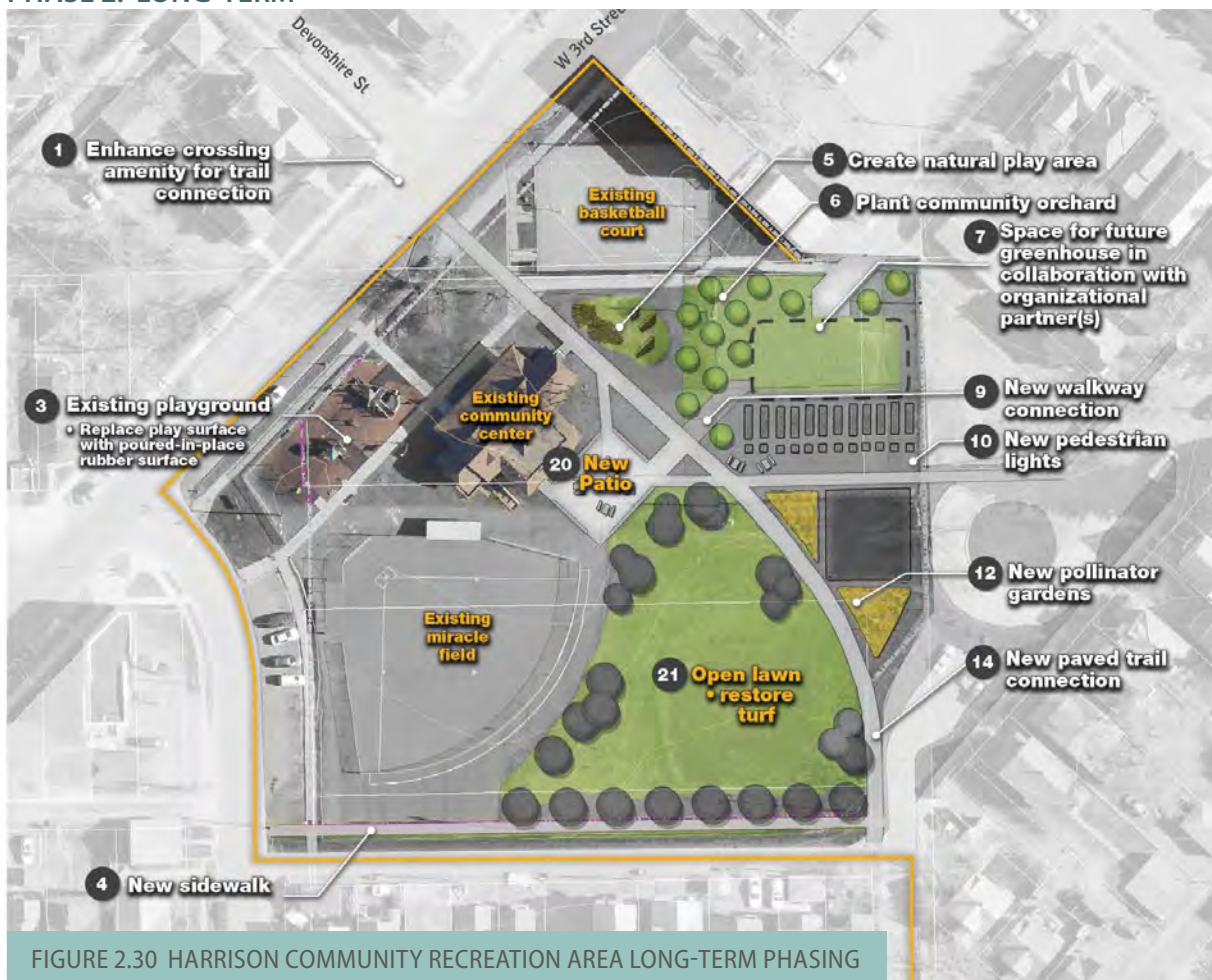 PHASE 2: LONG-TERM
Devonshire St
W 3rd Street
1 Enhance crossing
amenity for trail
connection
Existing
basketball
court
5 Create natural play area
6 Plant community orchard
7 Space for future
greenhouse in
collaboration with
organizational
partner(s)
3 Existing playground
• Replace play surface
with poured-in-place
rubber surface
Existing
community
center
9 New walkway
connection
10 New pedestrian
lights
20 New
Patio
12 New pollinator
gardens
Existing
miracle
field
21 Open lawn
• restore
turf
14 New paved trail
connection
4 New sidewalk
FIGURE 2.30 HARRISON COMMUNITY RECREATION AREA LONG-TERM PHASING